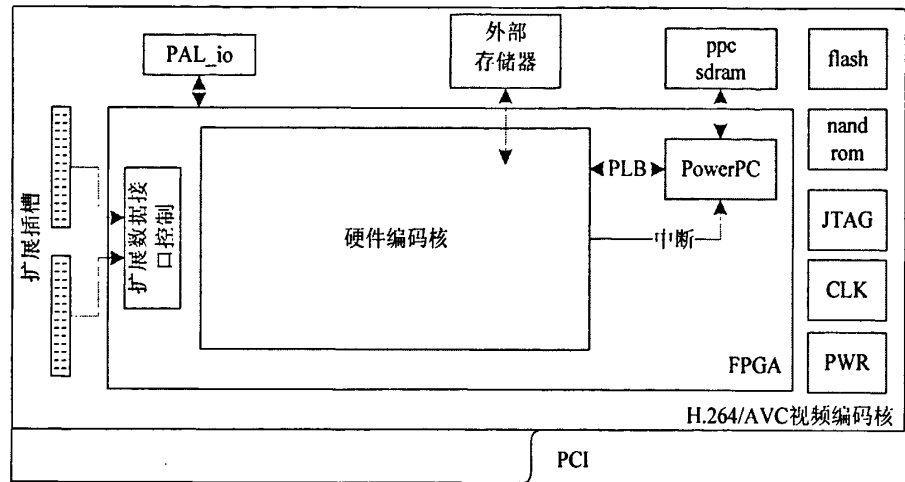 PAL_io
外部
存储器
ppc
sdram
flash
nand
rom
扩展插槽
扩展数据接
口控制
硬件编码核
PLB
PowerPC
中断
JTAG
CLK
PWR
FPGA
H.264/AVC视频编码核
PCI